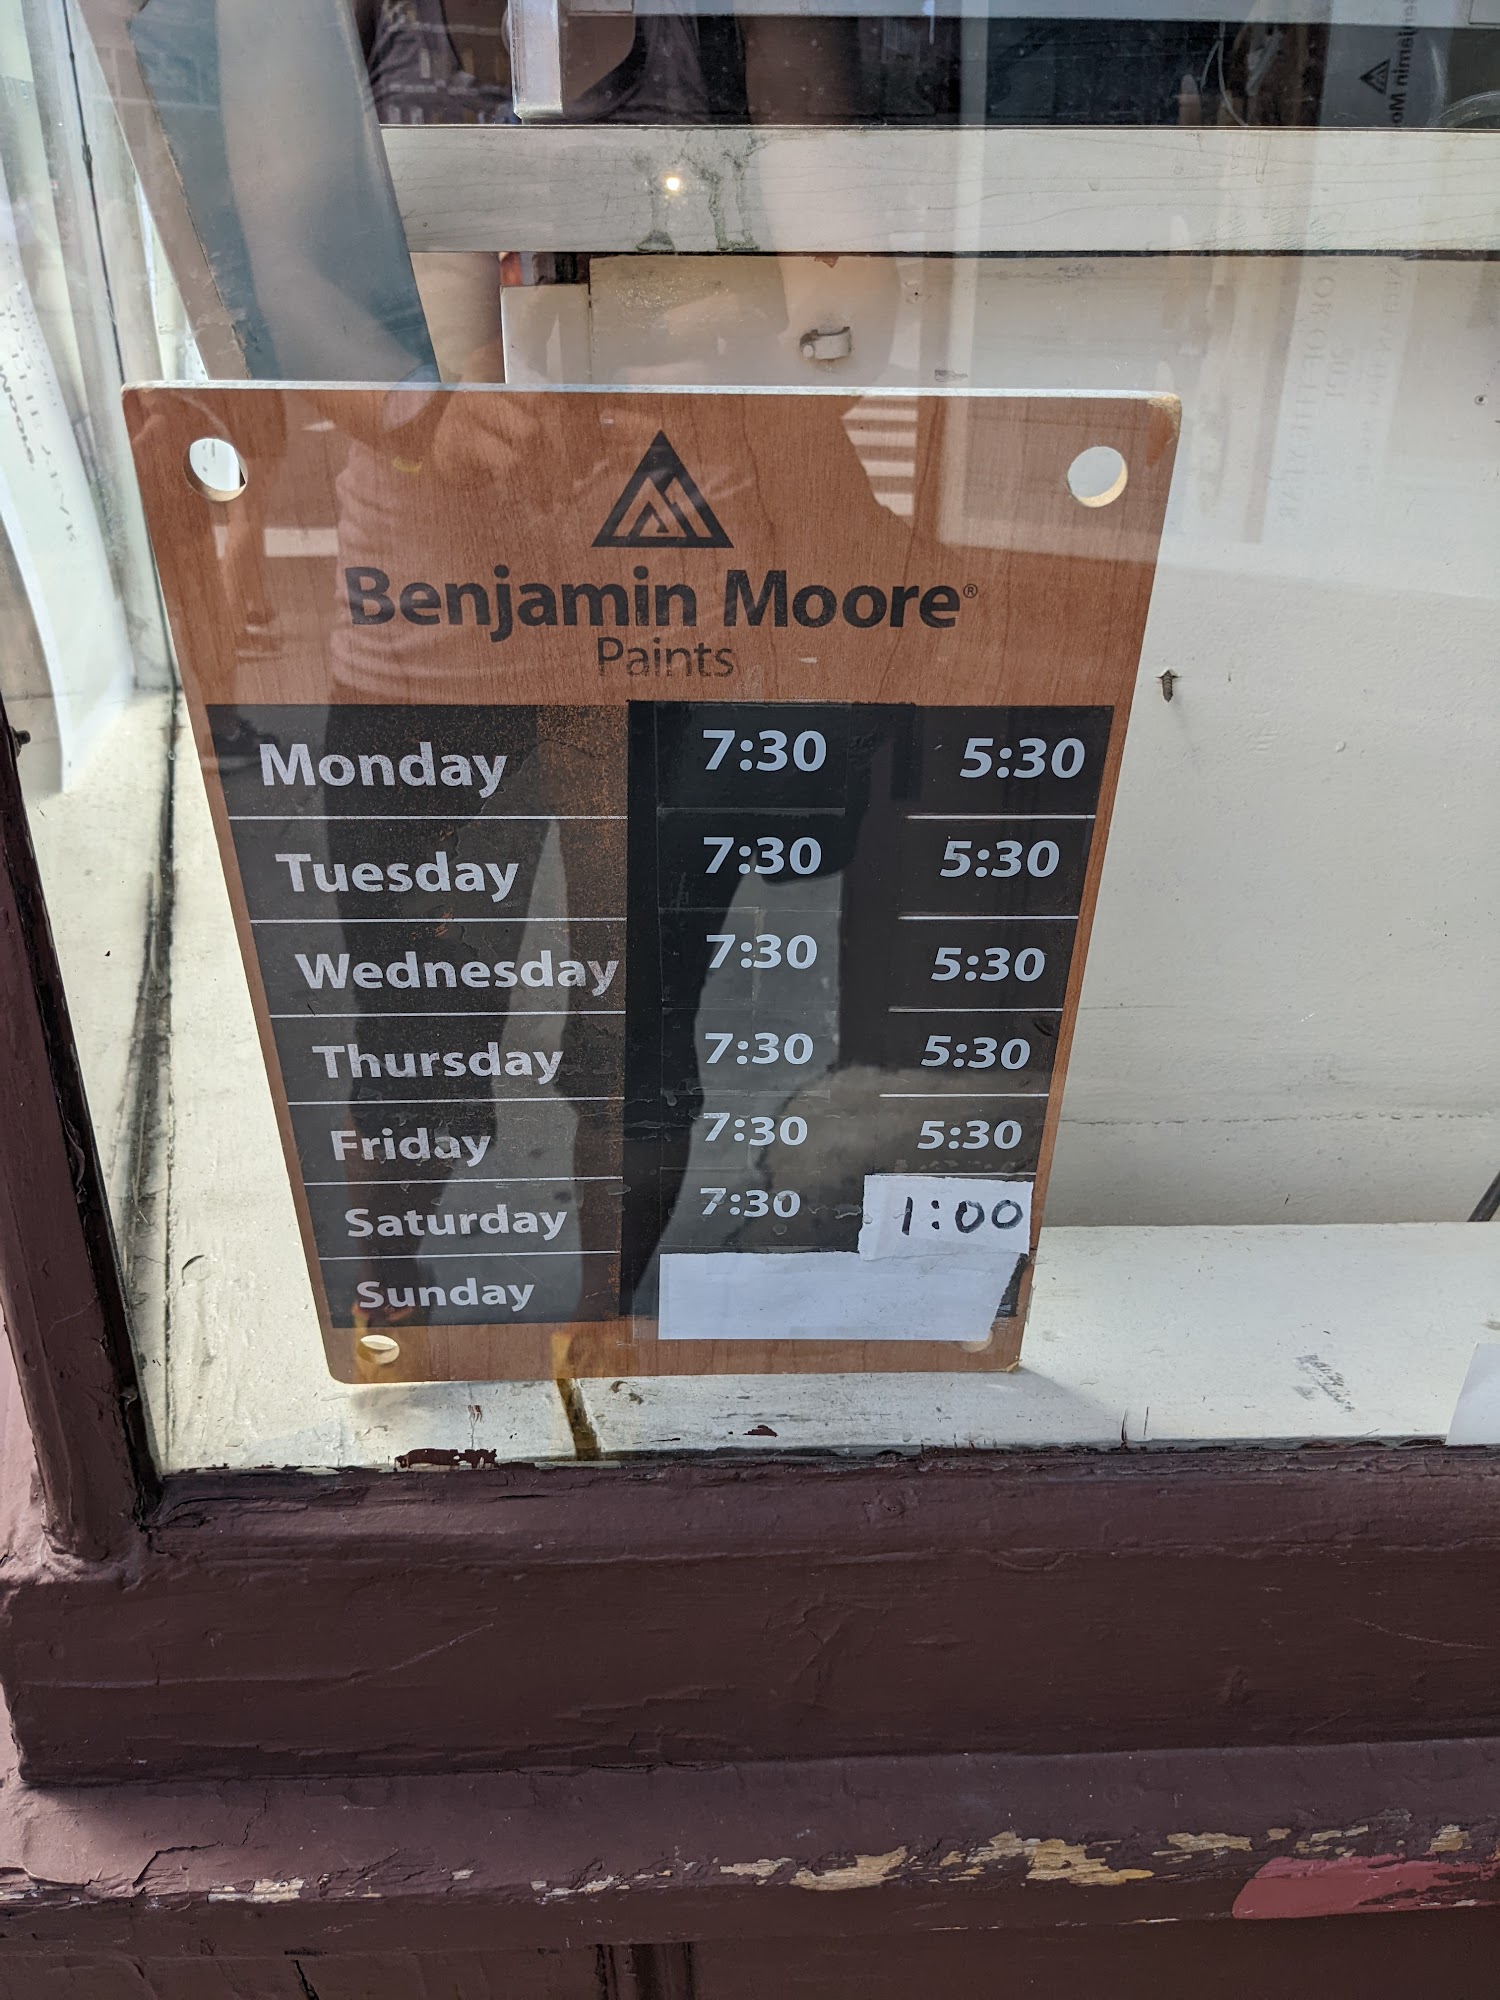 Benjamin Moore®
Paints
Monday 7:30 5:30
Tuesday 7:30 5:30
Wednesday 7:30 5:30
Thursday 7:30 5:30
Friday 7:30 5:30
Saturday 7:30 1:00
Sunday